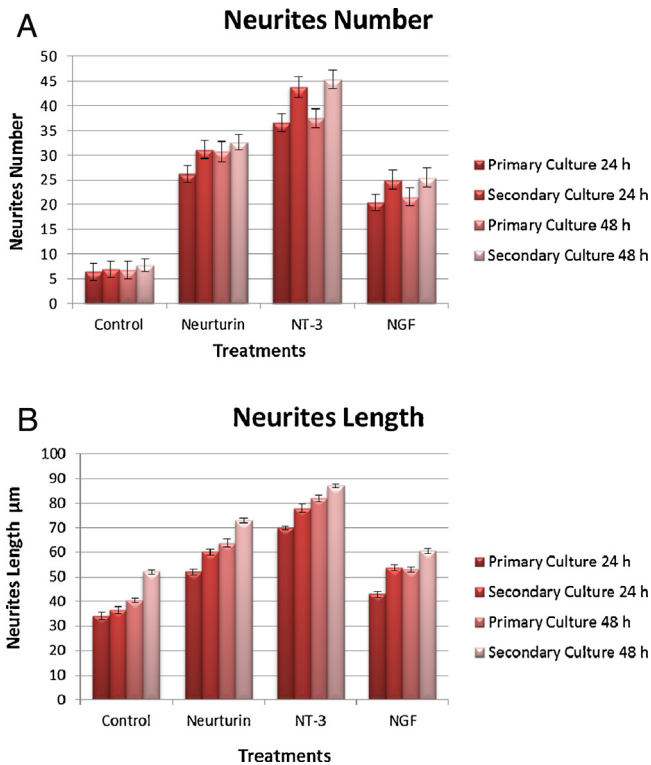 A
Neurites Number
50
45
40
35
30
25
20
15
10
5
0
Neurites Number
Control Neurturin NT-3 NGF
Treatments
Primary Culture 24 h
Secondary Culture 24 h
Primary Culture 48 h
Secondary Culture 48 h
B
Neurites Length
100
90
80
70
60
50
40
30
20
10
0
Neurites Length µm
Control Neurturin NT-3 NGF
Treatments
Primary Culture 24 h
Secondary Culture 24 h
Primary Culture 48 h
Secondary Culture 48 h